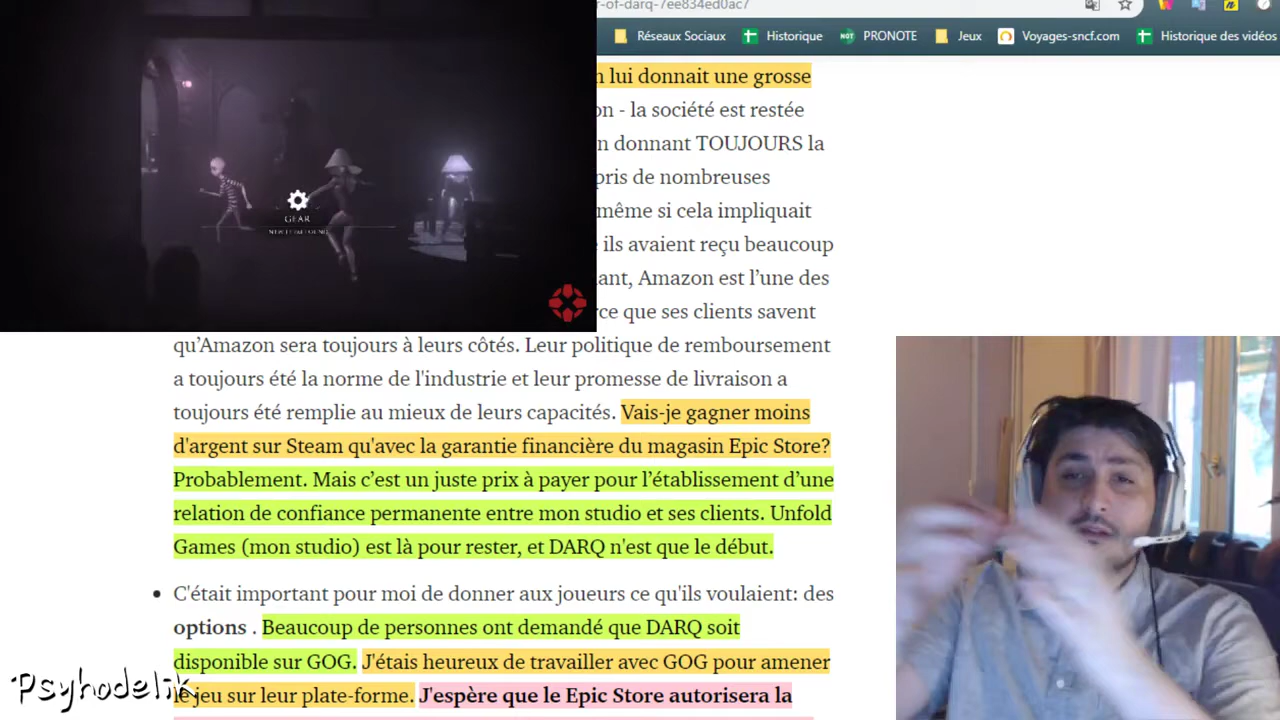 r-of-darq-7ee834ed0ac7
Réseaux Sociaux
Historique
PRONOTE
Jeux
Voyages-sncf.com
Historique des vidéos
GEAR
lui donnait une grosse
on - la société est restée
n donnant TOUJOURS la
pris de nombreuses
même si cela impliquait
ils avaient reçu beaucoup
ant, Amazon est l’une des
rce que ses clients savent
qu’Amazon sera toujours à leurs côtés. Leur politique de remboursement
a toujours été la norme de l'industrie et leur promesse de livraison a
toujours été remplie au mieux de leurs capacités. Vais-je gagner moins
d'argent sur Steam qu'avec la garantie financière du magasin Epic Store?
Probablement. Mais c’est un juste prix à payer pour l’établissement d’une
relation de confiance permanente entre mon studio et ses clients. Unfold
Games (mon studio) est là pour rester, et DARQ n'est que le début.
• C'était important pour moi de donner aux joueurs ce qu'ils voulaient: des
options . Beaucoup de personnes ont demandé que DARQ soit
disponible sur GOG. J'étais heureux de travailler avec GOG pour amener
le jeu sur leur plate-forme. J'espère que le Epic Store autorisera la
Psyhodelik